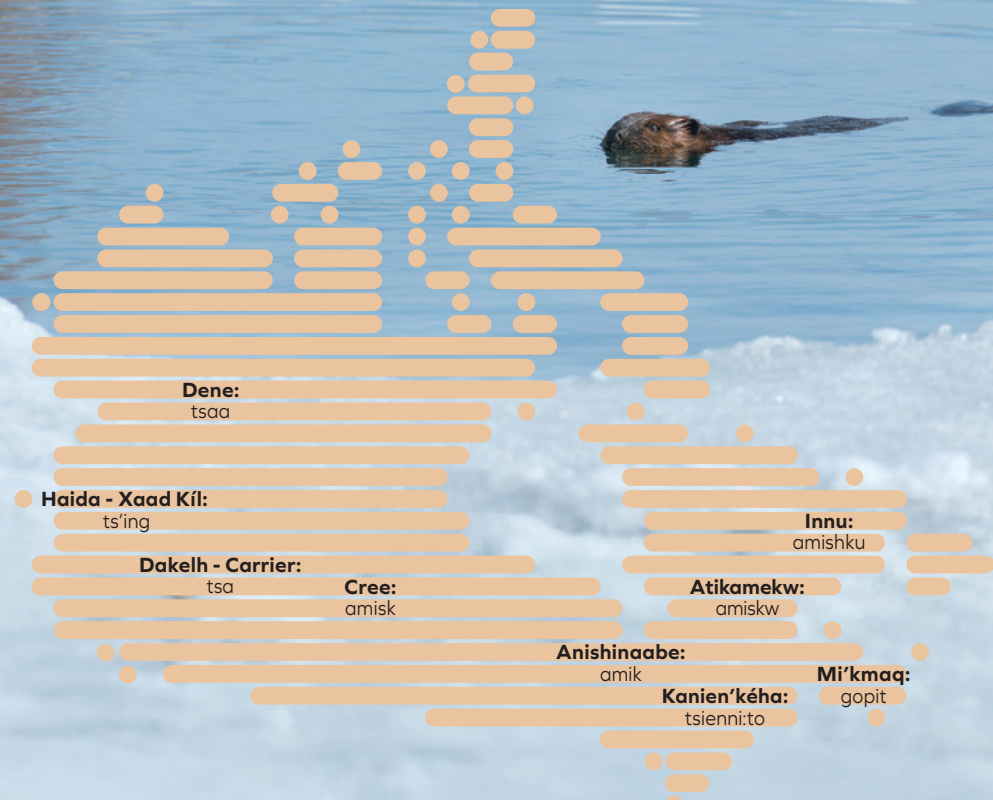 Dene:
tsaa
Haida - Xaad Kíl:
ts’ing
Innu:
amishku
Dakelh - Carrier:
tsa
Cree:
amisk
Atikamekw:
amiskw
Anishinaabe:
amik
Mi’kmaq:
gopit
Kanien’kéha:
tsienni:to